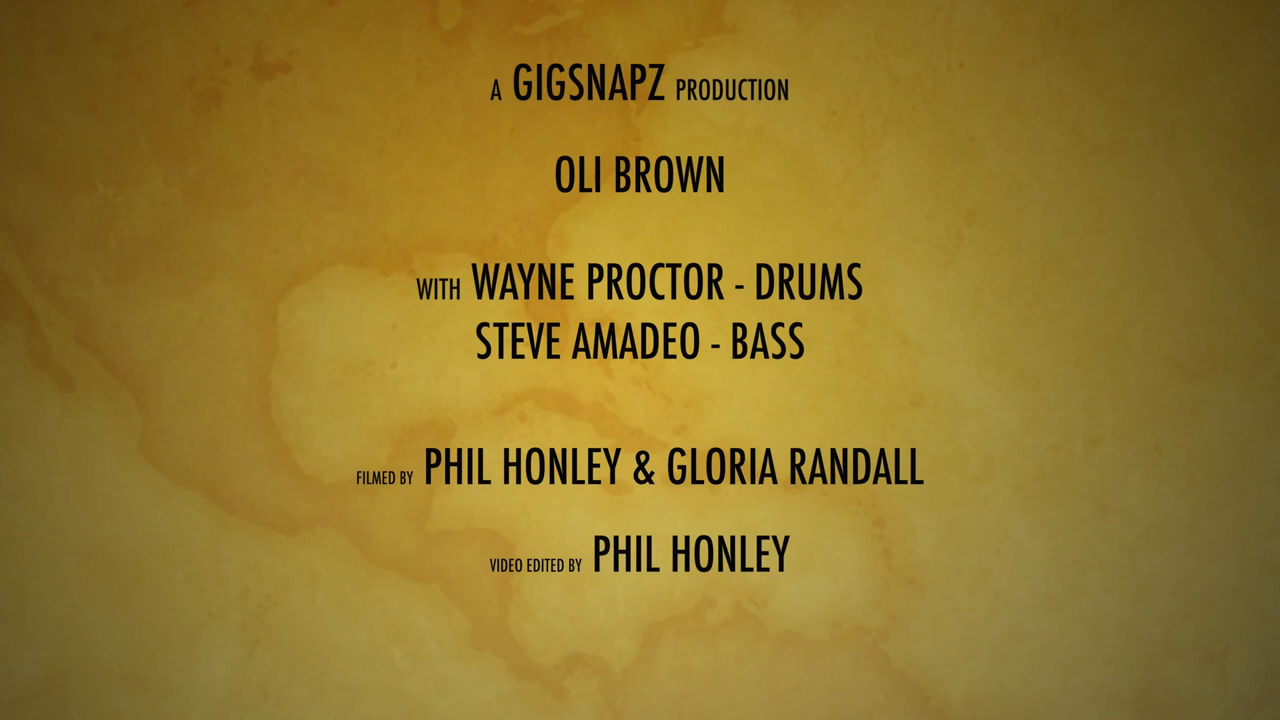 A GIGSNAPZ PRODUCTION
OLI BROWN
WITH WAYNE PROCTOR - DRUMS
STEVE AMADEO - BASS
FILMED BY PHIL HONLEY & GLORIA RANDALL
VIDEO EDITED BY PHIL HONLEY